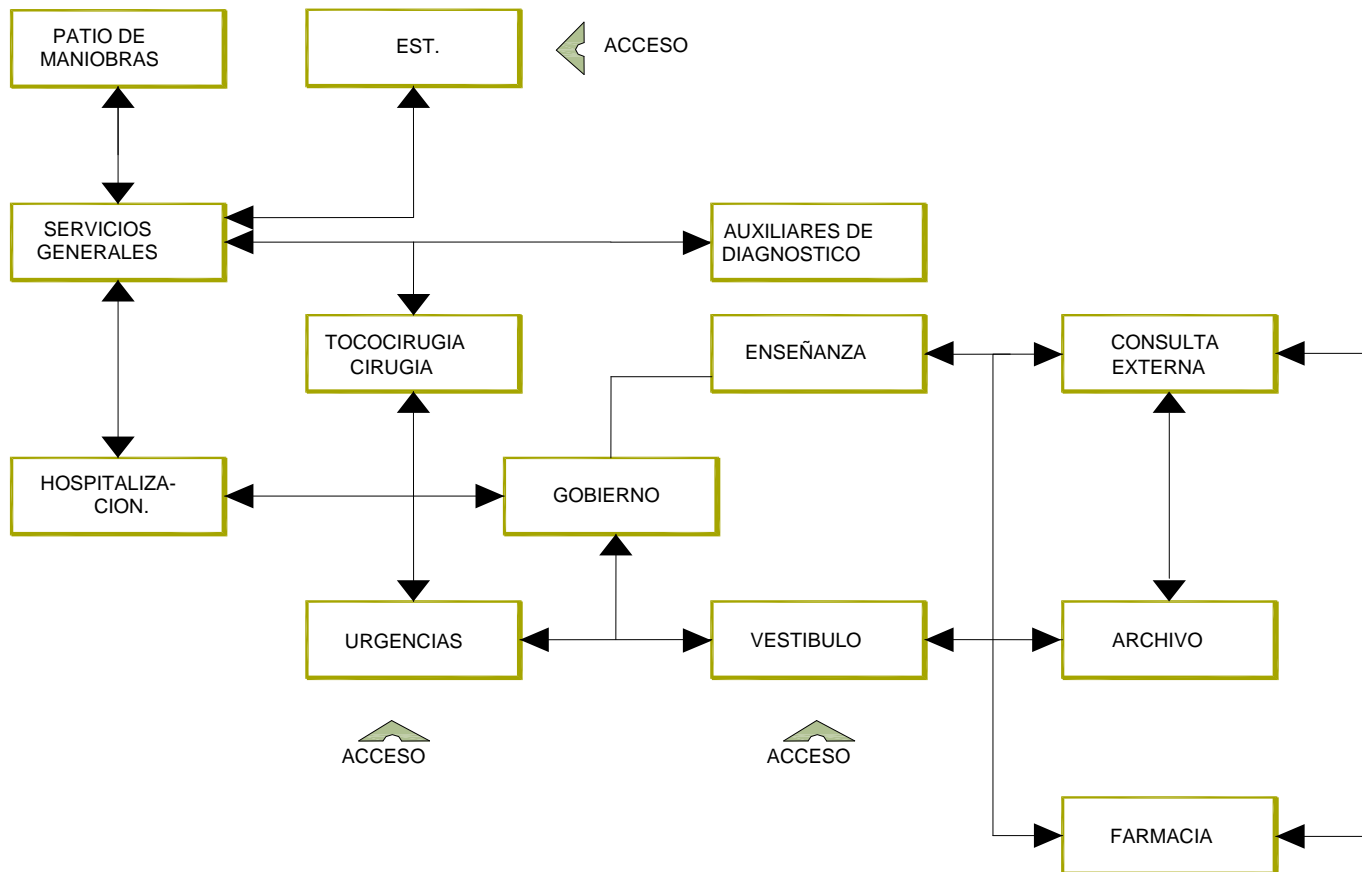 PATIO DE
MANIOBRAS
EST.
ACCESO
SERVICIOS
GENERALES
AUXILIARES DE
DIAGNOSTICO
TOCOCIRUGIA
CIRUGIA
ENSEÑANZA
CONSULTA
EXTERNA
HOSPITALIZA-
CION.
GOBIERNO
URGENCIAS
VESTIBULO
ARCHIVO
ACCESO
ACCESO
FARMACIA